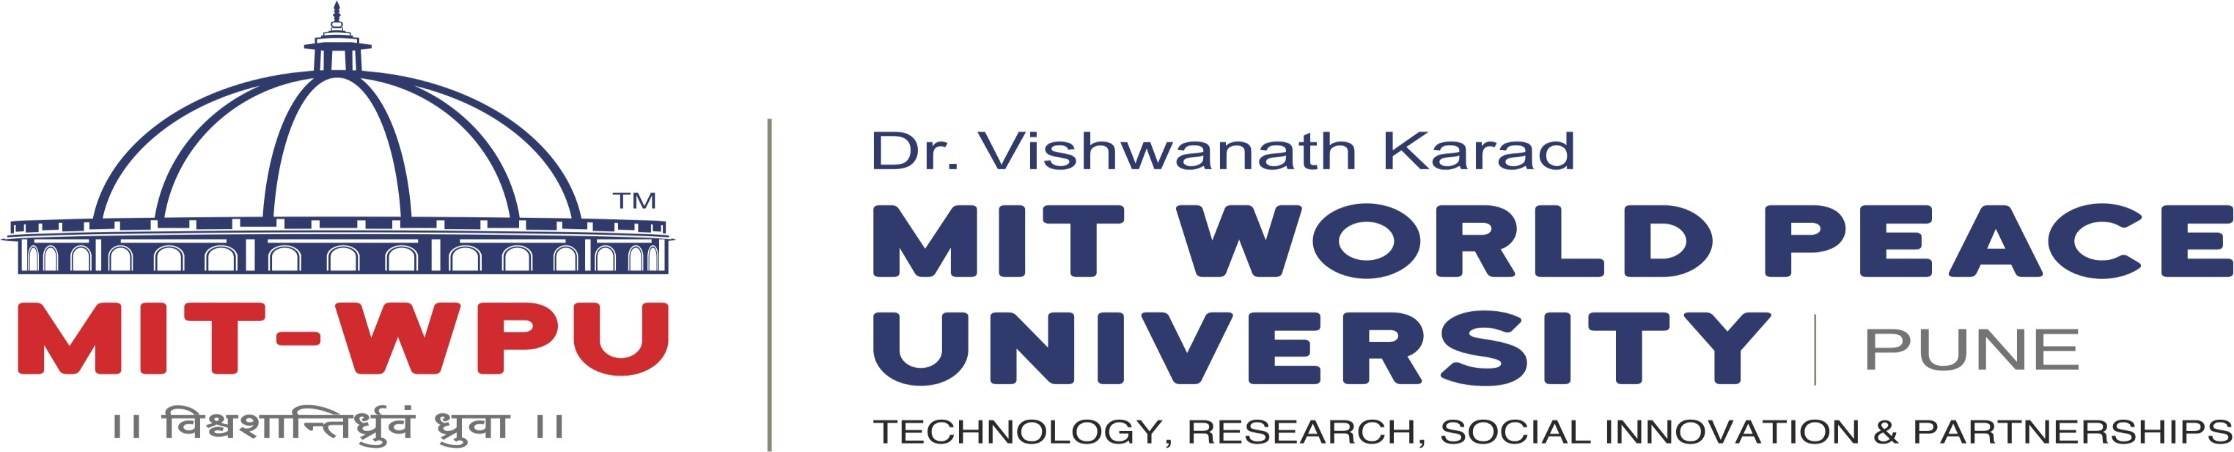 TM
MIT-WPU
।। विश्वशान्तिर्ध्रुवं ध्रुवा ।।
Dr. Vishwanath Karad
MIT WORLD PEACE
UNIVERSITY | PUNE
TECHNOLOGY, RESEARCH, SOCIAL INNOVATION & PARTNERSHIPS